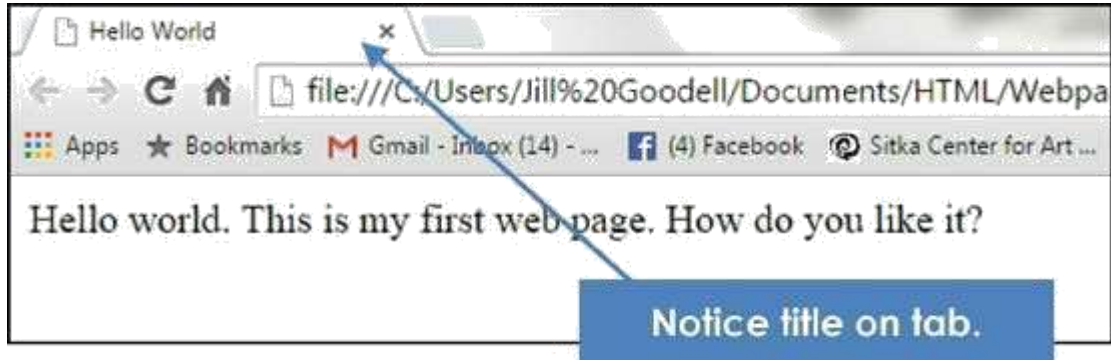 Hello World
file:///C:/Users/Jill%20Goodell/Documents/HTML/Webpa
Apps Bookmarks Gmail - Inbox (14) - ... (4) Facebook Sitka Center for Art ...
Hello world. This is my first web page. How do you like it?
Notice title on tab.